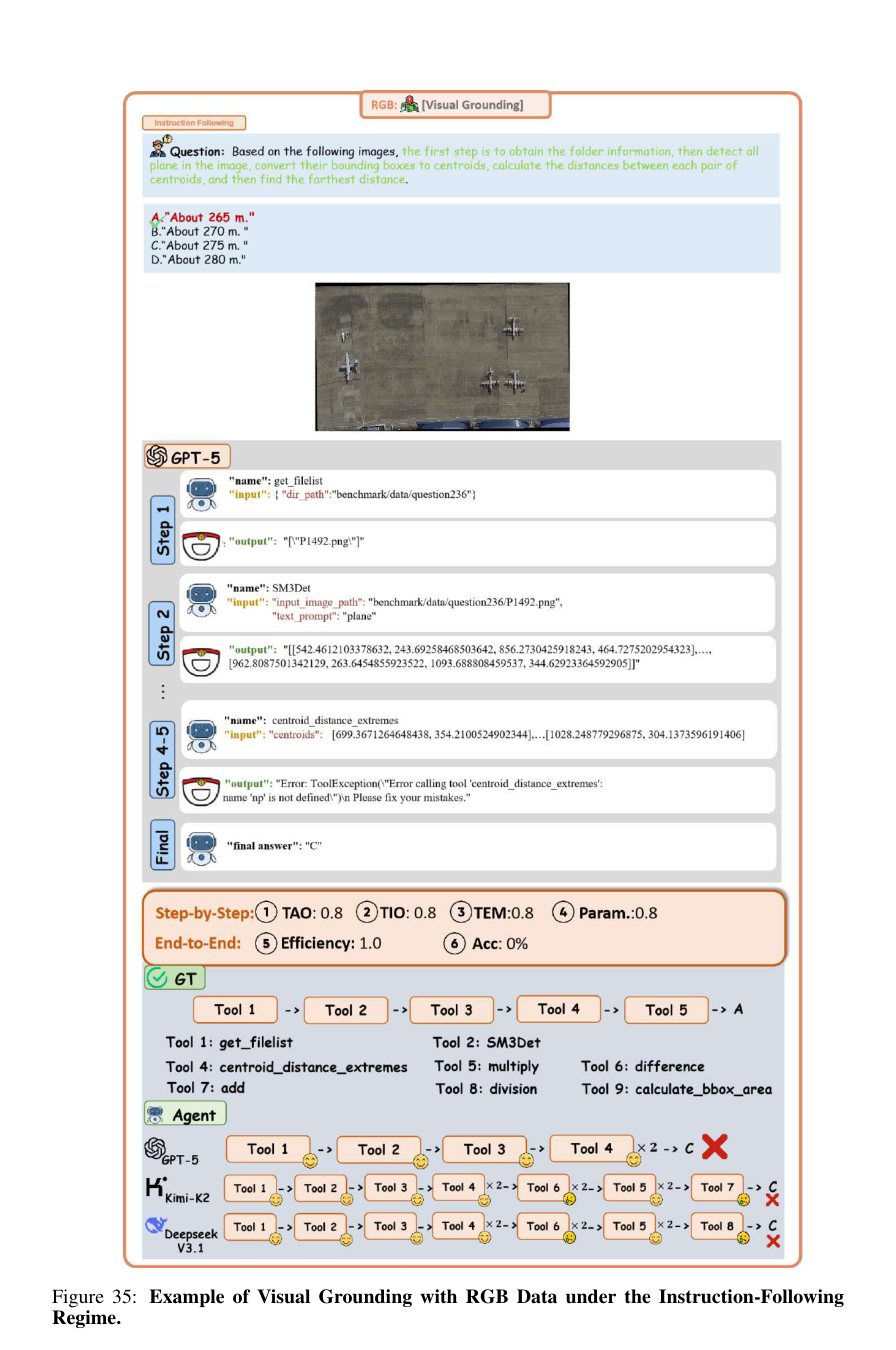 RGB: [Visual Grounding]
Instruction Following
Question: Based on the following images, the first step is to obtain the folder information, then detect all
plane in the image, convert their bounding boxes to centroids, calculate the distances between each pair of
centroids, and then find the farthest distance.
A."About 265 m."
B."About 270 m. "
C."About 275 m. "
D."About 280 m."
GPT-5
Step 1
"name": get_filelist
"input": { "dir_path":"benchmark/data/question236"}
"output": "[\"P1492.png\"]"
Step 2
"name": SM3Det
"input": "input_image_path": "benchmark/data/question236/P1492.png",
"text_prompt": "plane"
"output": "[[542.4612103378632, 243.69258468503642, 856.2730425918243, 464.7275202954323],…,
[962.8087501342129, 263.6454855923522, 1093.688808459537, 344.62923364592905]]"
...
Step 4-5
"name": centroid_distance_extremes
"input": "centroids": [699.3671264648438, 354.2100524902344],…[1028.248779296875, 304.1373596191406]
"output": "Error: ToolException(\"Error calling tool 'centroid_distance_extremes':
name 'np' is not defined\")\n Please fix your mistakes."
Final
"final answer": "C"
Step-by-Step: 1 TAO: 0.8 2 TIO: 0.8 3 TEM:0.8 4 Param.:0.8
End-to-End: 5 Efficiency: 1.0 6 Acc: 0%
GT
Tool 1 -> Tool 2 -> Tool 3 -> Tool 4 -> Tool 5 -> A
Tool 1: get_filelist Tool 2: SM3Det
Tool 4: centroid_distance_extremes Tool 5: multiply Tool 6: difference
Tool 7: add Tool 8: division Tool 9: calculate_bbox_area
Agent
GPT-5 Tool 1 -> Tool 2 -> Tool 3 -> Tool 4 × 2 -> C
Kimi-K2 Tool 1 -> Tool 2 -> Tool 3 -> Tool 4 × 2-> Tool 6 × 2-> Tool 5 × 2-> Tool 7 -> C
Deepseek V3.1 Tool 1 -> Tool 2 -> Tool 3 -> Tool 4 × 2 -> Tool 6 × 2-> Tool 5 × 2-> Tool 8 -> C
Figure 35: Example of Visual Grounding with RGB Data under the Instruction-Following
Regime.